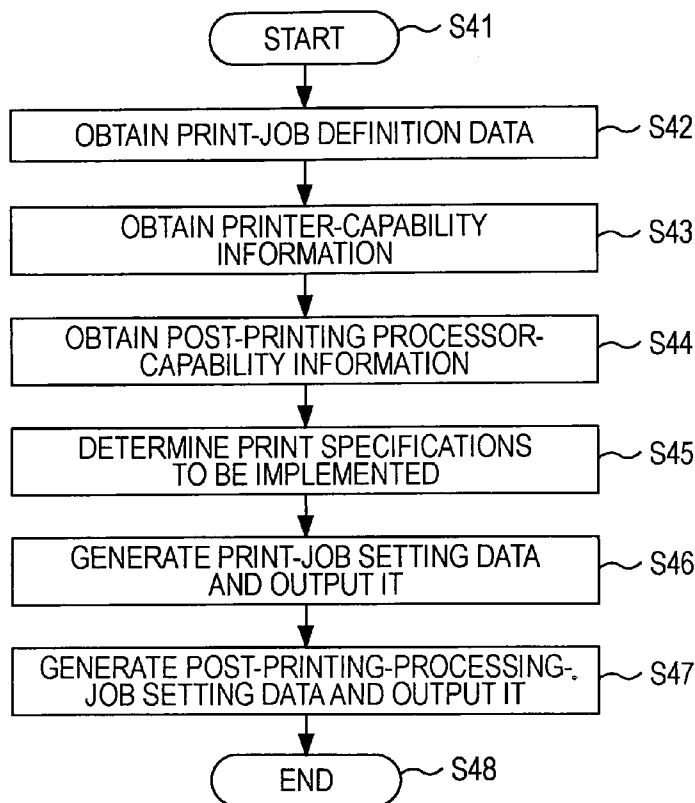 START
S41
OBTAIN PRINT-JOB DEFINITION DATA
S42
OBTAIN PRINTER-CAPABILITY
INFORMATION
S43
OBTAIN POST-PRINTING PROCESSOR-
CAPABILITY INFORMATION
S44
DETERMINE PRINT SPECIFICATIONS
TO BE IMPLEMENTED
S45
GENERATE PRINT-JOB SETTING DATA
AND OUTPUT IT
S46
GENERATE POST-PRINTING-PROCESSING-
JOB SETTING DATA AND OUTPUT IT
S47
END
S48